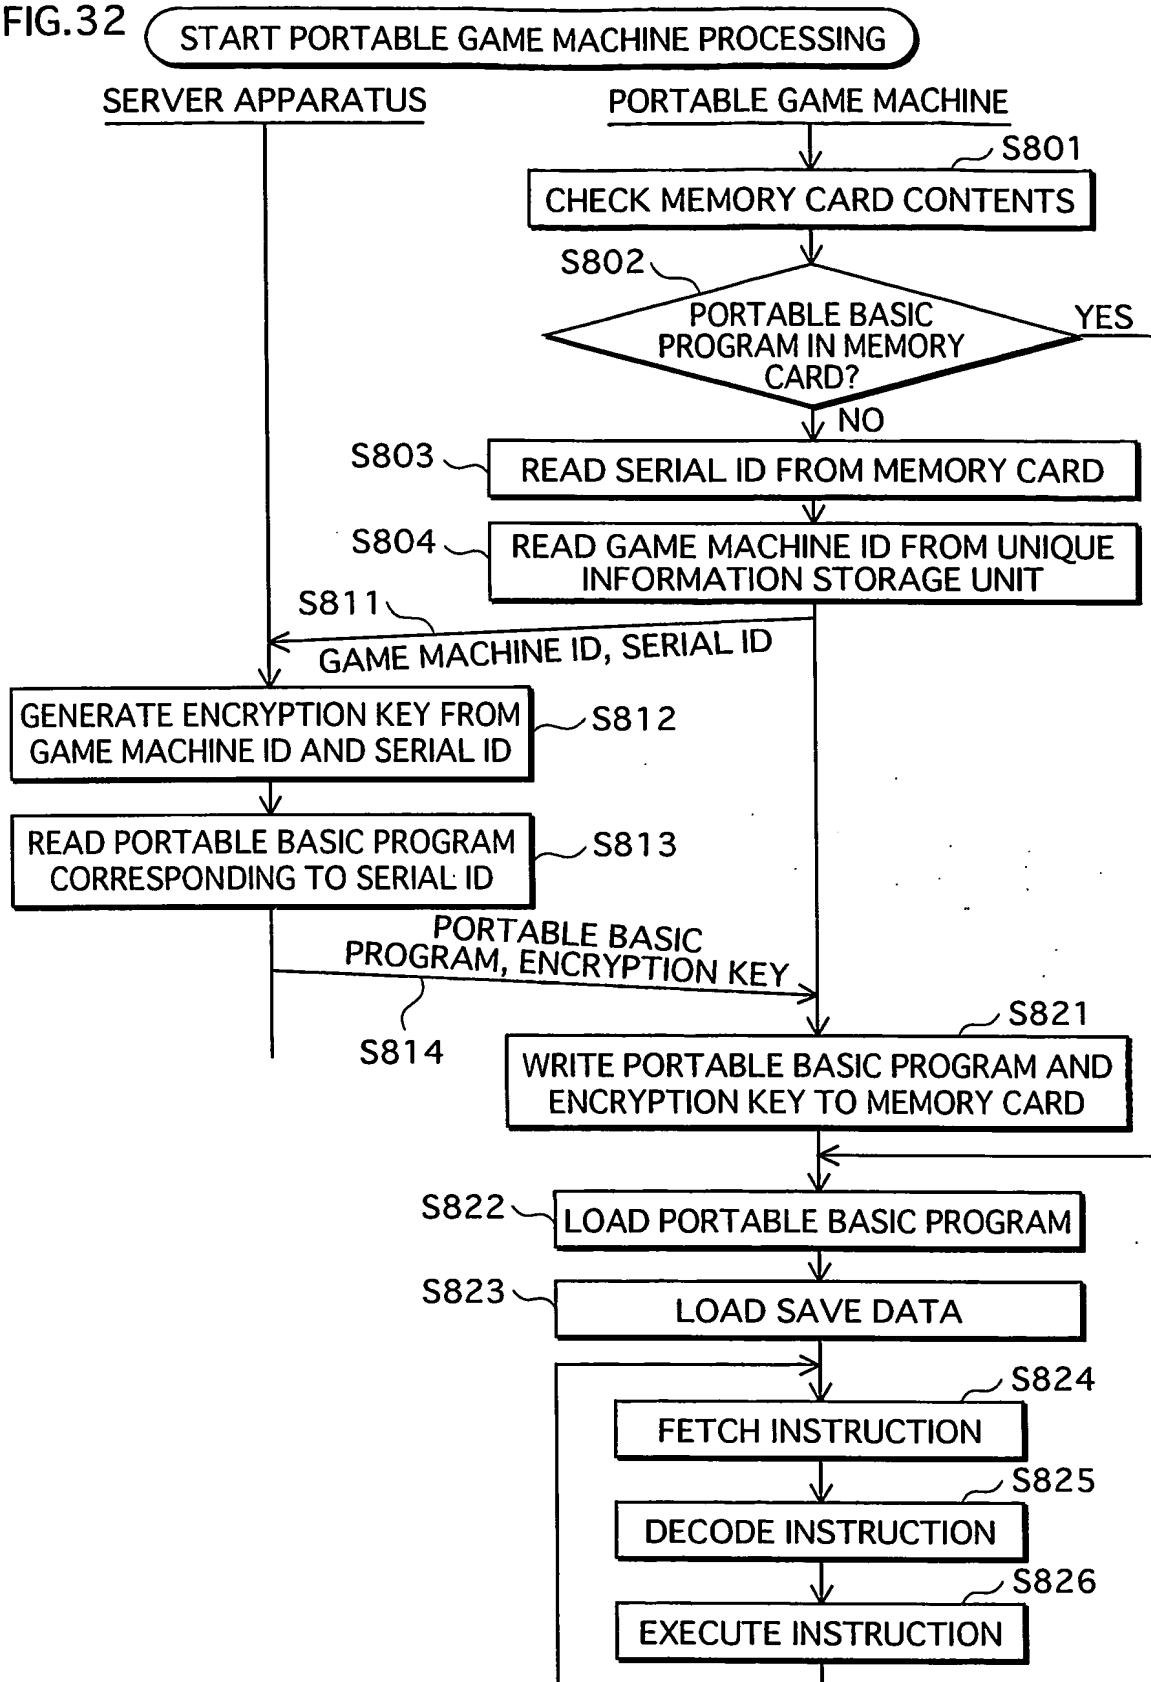 FIG.32
START PORTABLE GAME MACHINE PROCESSING
SERVER APPARATUS
PORTABLE GAME MACHINE
S801
CHECK MEMORY CARD CONTENTS
S802
PORTABLE BASIC
PROGRAM IN MEMORY
CARD?
YES
NO
S803
READ SERIAL ID FROM MEMORY CARD
S804
READ GAME MACHINE ID FROM UNIQUE
INFORMATION STORAGE UNIT
S811
GAME MACHINE ID, SERIAL ID
GENERATE ENCRYPTION KEY FROM
GAME MACHINE ID AND SERIAL ID
S812
READ PORTABLE BASIC PROGRAM
CORRESPONDING TO SERIAL ID
S813
PORTABLE BASIC
PROGRAM, ENCRYPTION KEY
S814
S821
WRITE PORTABLE BASIC PROGRAM AND
ENCRYPTION KEY TO MEMORY CARD
S822
LOAD PORTABLE BASIC PROGRAM
S823
LOAD SAVE DATA
S824
FETCH INSTRUCTION
S825
DECODE INSTRUCTION
S826
EXECUTE INSTRUCTION